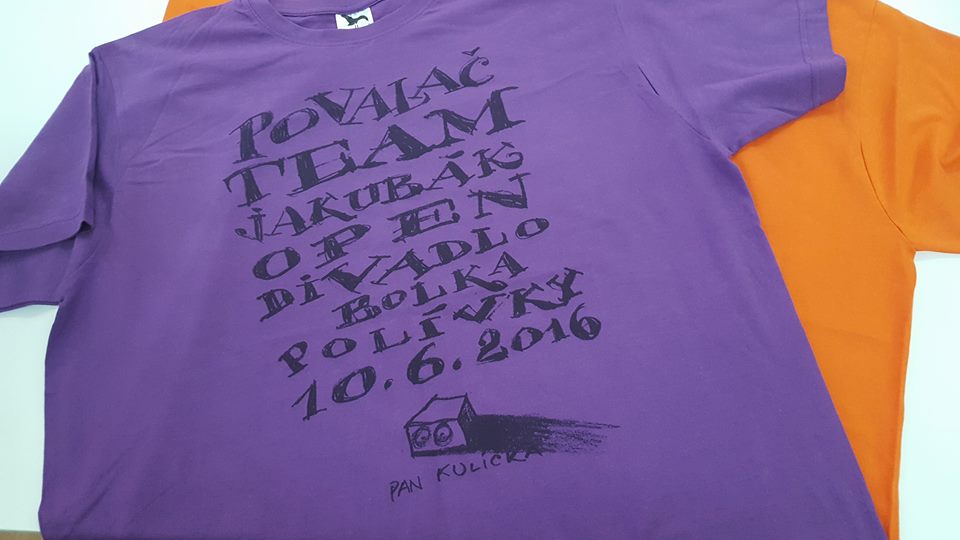 POVALAČ
TEAM
JAKUBÁK
OPEN
DIVADLO
BOLKA
POLÍVKY
10.6.2016
PAN KULIČKA